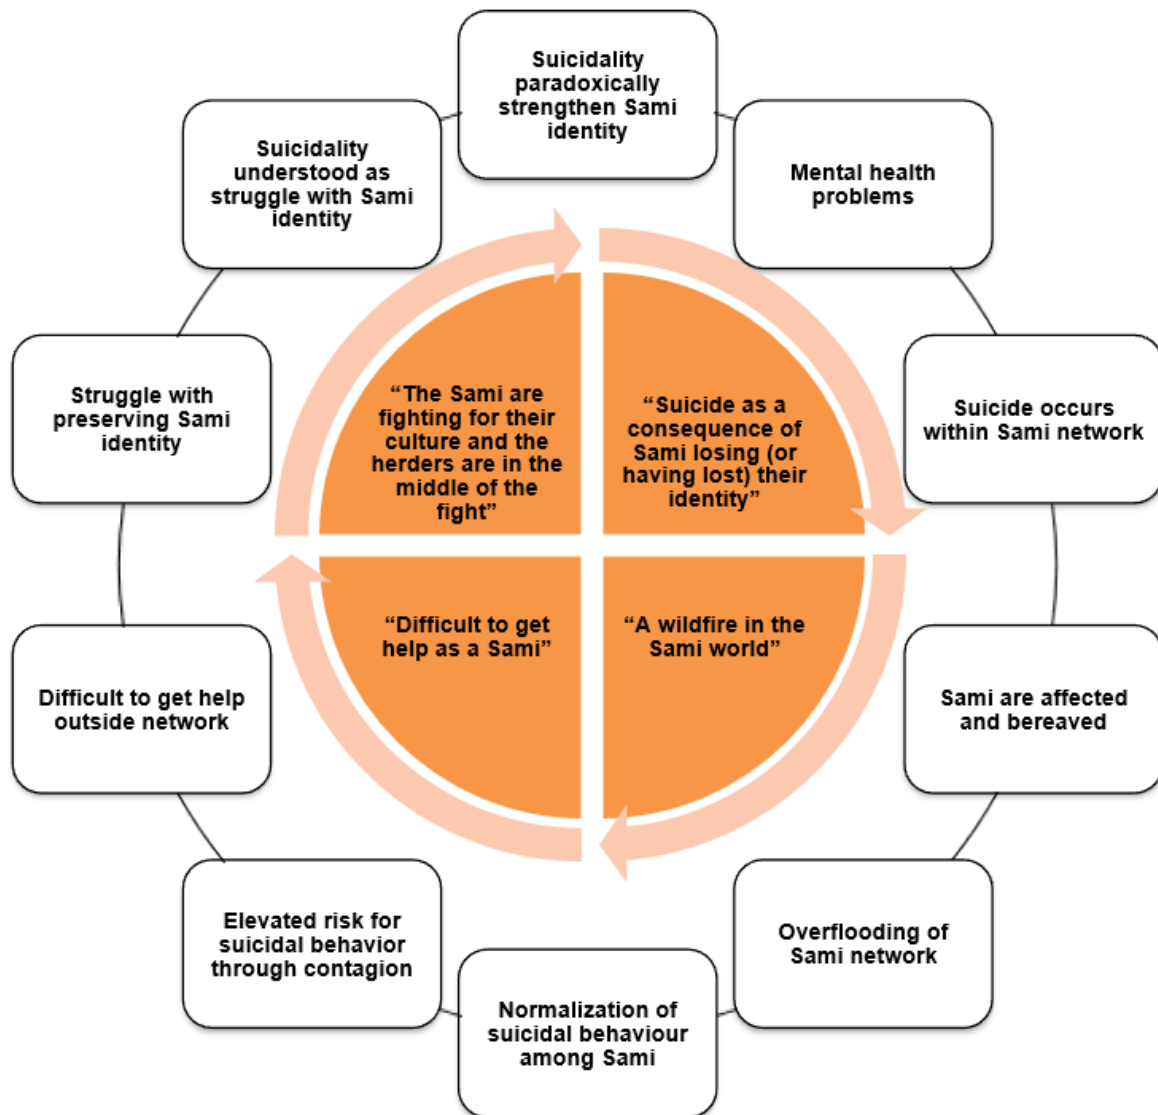 Suicidality
paradoxically
strengthen Sami
identity
Mental health
problems
Suicide occurs
within Sami network
Sami are affected
and bereaved
Overflooding of
Sami network
Normalization of
suicidal behaviour
among Sami
Elevated risk for
suicidal behavior
through contagion
Difficult to get help
outside network
Struggle with
preserving Sami
identity
Suicidality
understood as
struggle with Sami
identity
“The Sami are
fighting for their
culture and the
herders are in the
middle of the
fight”
“Suicide as a
consequence of
Sami losing (or
having lost) their
identity”
“Difficult to get
help as a Sami”
“A wildfire in the
Sami world”